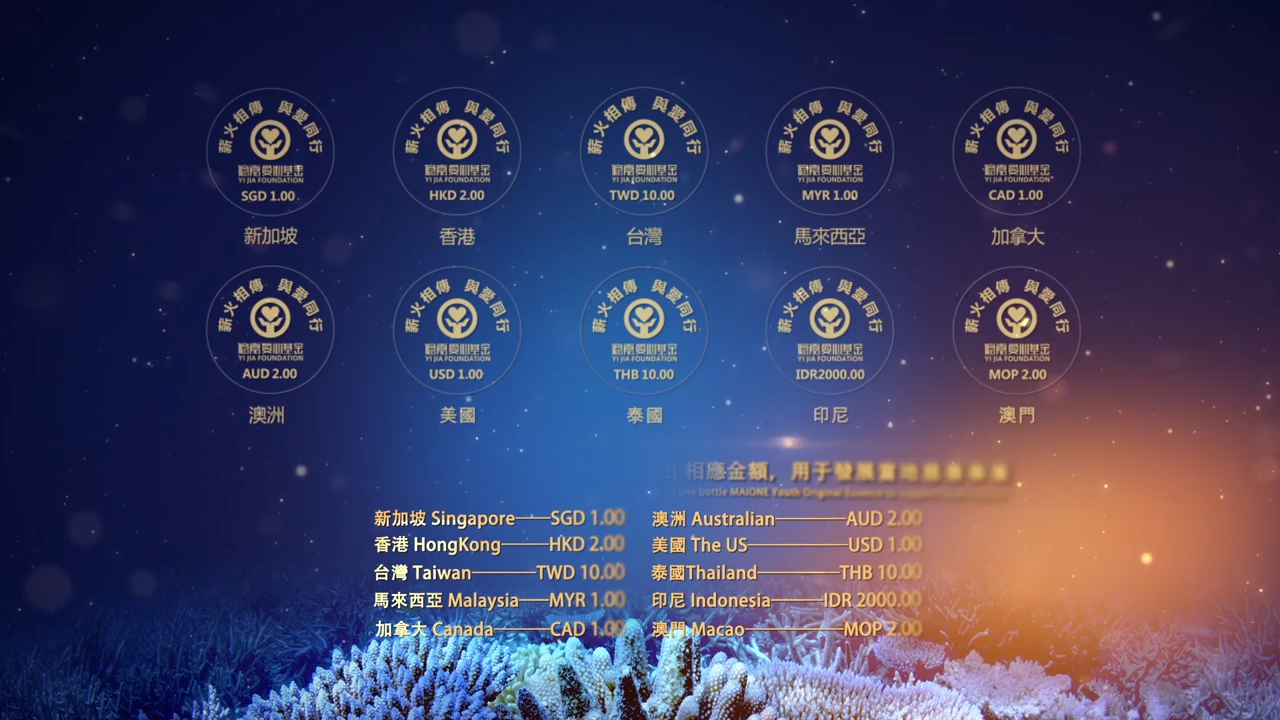 薪火相傳 與愛同行
YI JIA FOUNDATION
SGD 1.00
新加坡
薪火相傳 與愛同行
YI JIA FOUNDATION
HKD 2.00
香港
薪火相傳 與愛同行
YI JIA FOUNDATION
TWD 10.00
台灣
薪火相傳 與愛同行
YI JIA FOUNDATION
MYR 1.00
馬來西亞
薪火相傳 與愛同行
YI JIA FOUNDATION
CAD 1.00
加拿大
薪火相傳 與愛同行
YI JIA FOUNDATION
AUD 2.00
澳洲
薪火相傳 與愛同行
YI JIA FOUNDATION
USD 1.00
美國
薪火相傳 與愛同行
YI JIA FOUNDATION
THB 10.00
泰國
薪火相傳 與愛同行
YI JIA FOUNDATION
IDR2000.00
印尼
薪火相傳 與愛同行
YI JIA FOUNDATION
MOP 2.00
澳門
出 相應金額，用于發展當地
one bottle MAIONE Youth Original Essence to
新加坡 Singapore——SGD 1.00
香港 HongKong——HKD 2.00
台灣 Taiwan——TWD 10.00
馬來西亞 Malaysia——MYR 1.00
加拿大 Canada——CAD 1.00
澳洲 Australian——AUD 2.00
美國 The US——USD 1.00
泰國Thailand——THB 10.00
印尼 Indonesia——IDR 2000.00
澳門 Macao——MOP 2.00